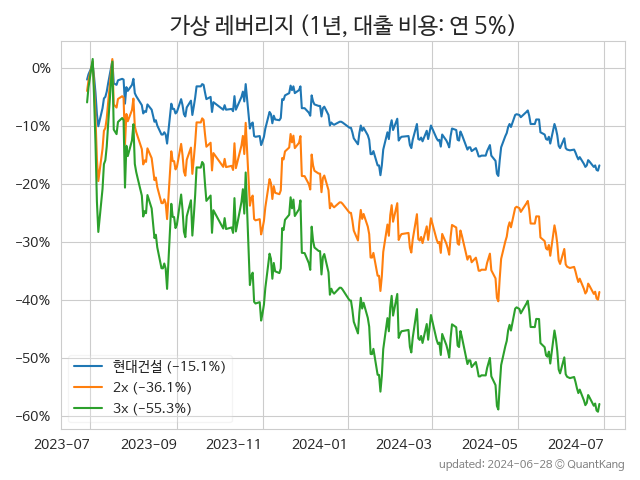 가상 레버리지 (1년, 대출 비용: 연 5%)
0%
−10%
−20%
−30%
−40%
−50%
−60%
현대건설 (−15.1%)
2x (−36.1%)
3x (−55.3%)
2023-07 2023-09 2023-11 2024-01 2024-03 2024-05 2024-07
updated: 2024-06-28 © QuantKang